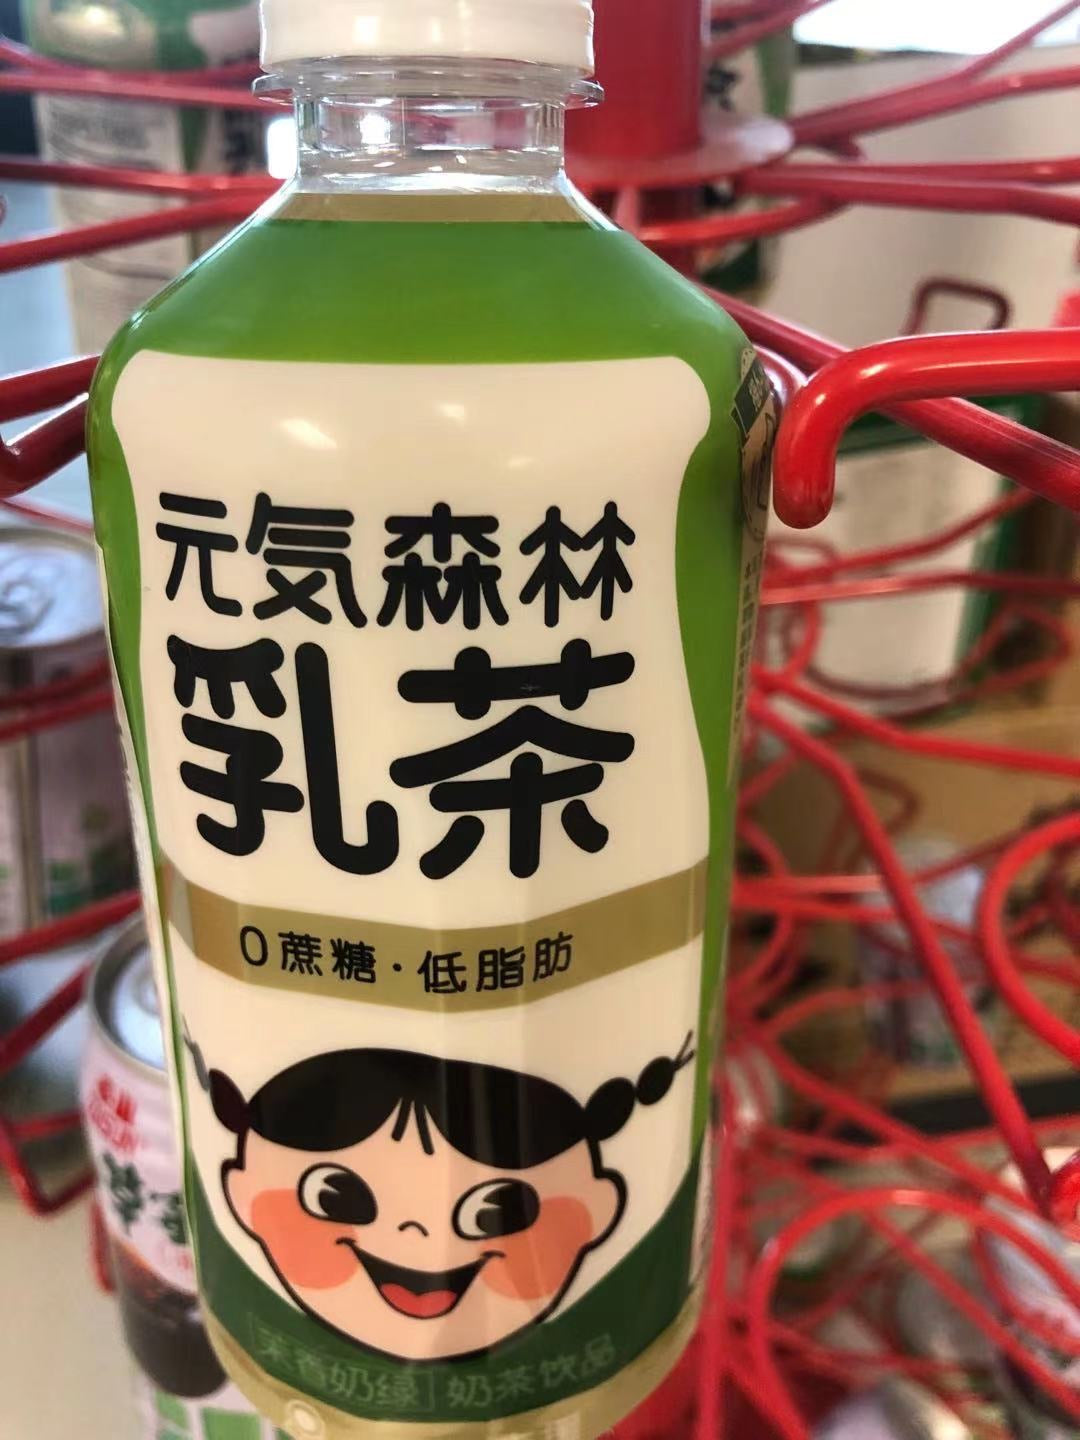 元気森林
乳茶
0蔗糖·低脂肪
茉香奶绿 奶茶饮品